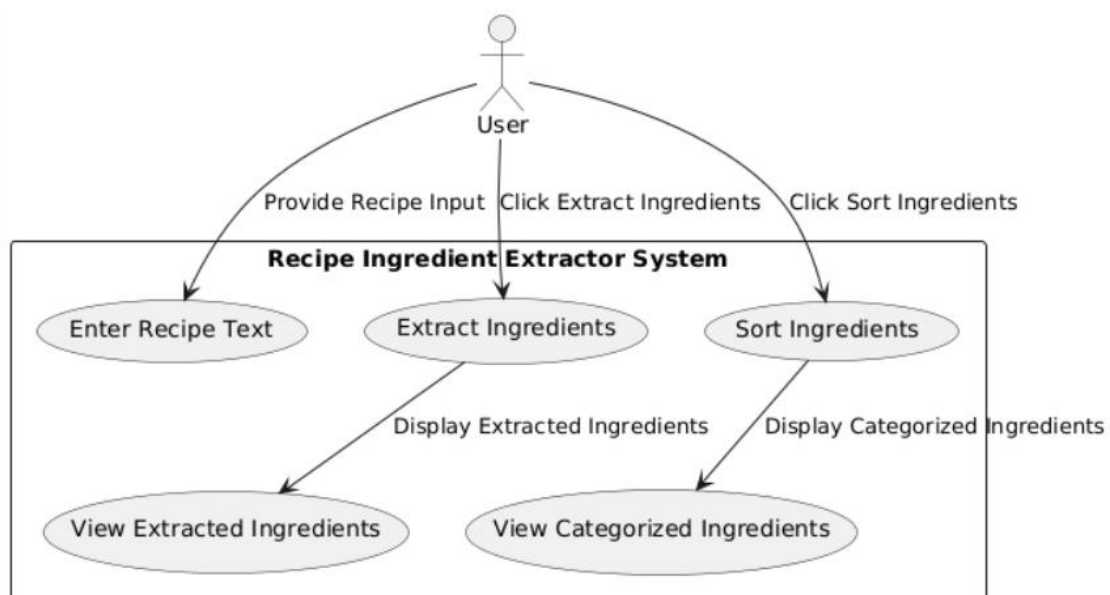 User
Provide Recipe Input
Click Extract Ingredients
Click Sort Ingredients
Recipe Ingredient Extractor System
Enter Recipe Text
Extract Ingredients
Sort Ingredients
Display Extracted Ingredients
Display Categorized Ingredients
View Extracted Ingredients
View Categorized Ingredients